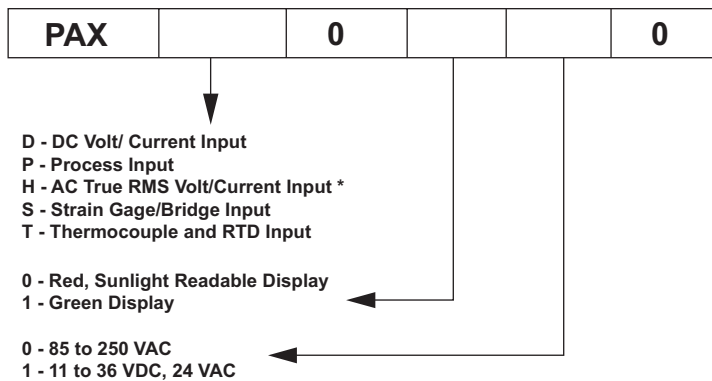 PAX 0 0
D - DC Volt/ Current Input
P - Process Input
H - AC True RMS Volt/Current Input *
S - Strain Gage/Bridge Input
T - Thermocouple and RTD Input
0 - Red, Sunlight Readable Display
1 - Green Display
0 - 85 to 250 VAC
1 - 11 to 36 VDC, 24 VAC